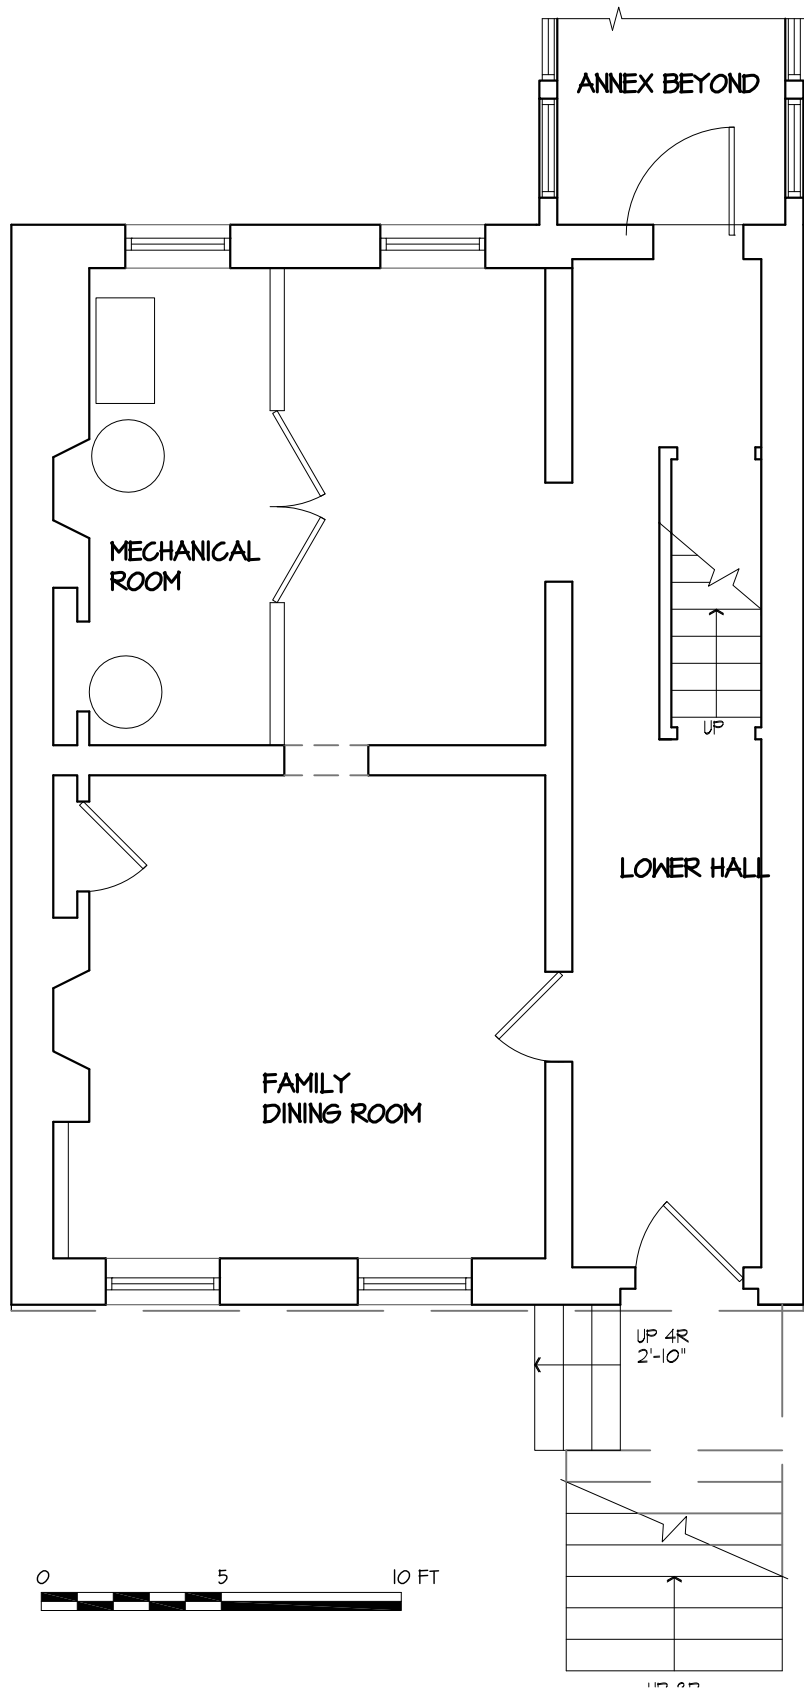 ANNEX BEYOND
MECHANICAL
ROOM
UP
LOWER HALL
FAMILY
DINING ROOM
UP 4R
2'-10"
0 5 10 FT